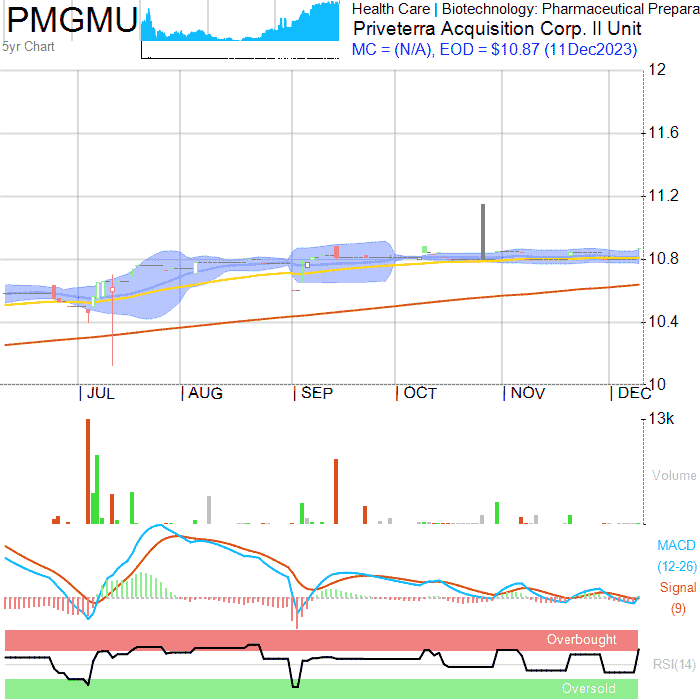 PMGMU
5yr Chart
Health Care | Biotechnology: Pharmaceutical Prepara
Priveterra Acquisition Corp. II Unit
MC = (N/A), EOD = $10.87 (11Dec2023)
12
11.6
11.2
10.8
10.4
10
JUL AUG SEP OCT NOV DEC
13k
Volume
MACD
(12-26)
Signal
(9)
Overbought
RSI(14)
Oversold